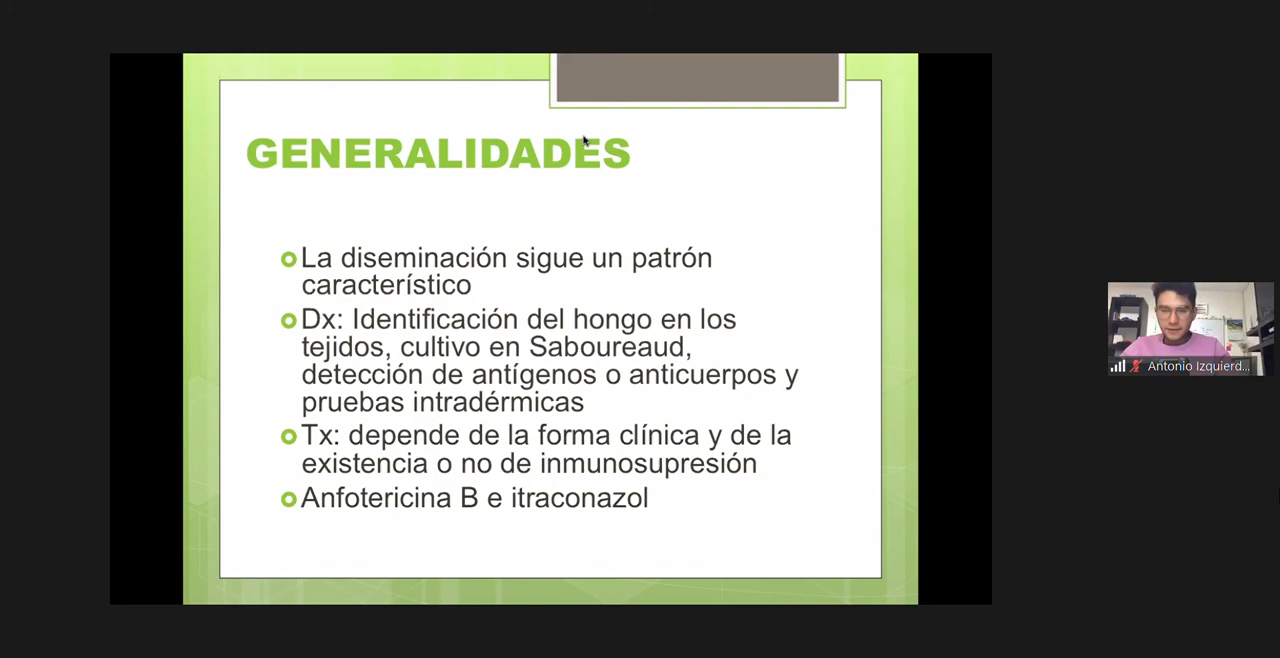 GENERALIDADES
La diseminación sigue un patrón
característico
Dx: Identificación del hongo en los
tejidos, cultivo en Saboureaud,
detección de antígenos o anticuerpos y
pruebas intradérmicas
Tx: depende de la forma clínica y de la
existencia o no de inmunosupresión
Anfotericina B e itraconazol
Antonio Izquierd...